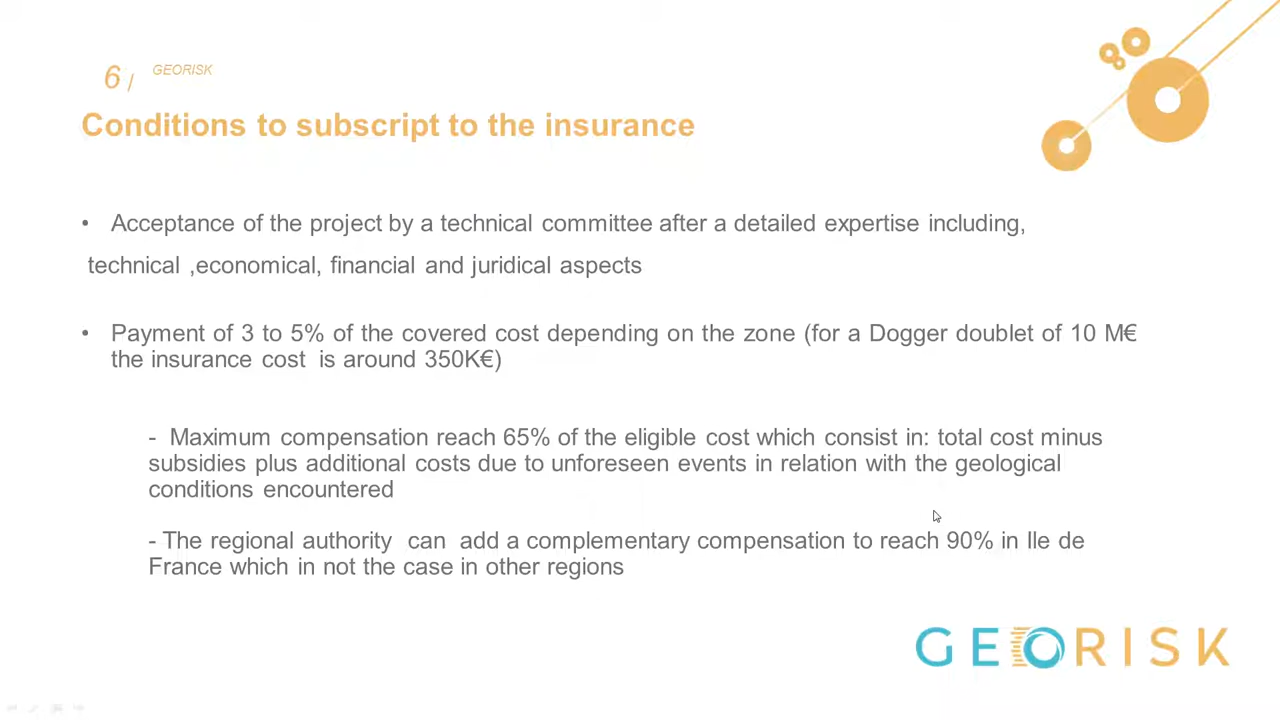 6 / GEORISK
Conditions to subscript to the insurance
• Acceptance of the project by a technical committee after a detailed expertise including,
technical ,economical, financial and juridical aspects
• Payment of 3 to 5% of the covered cost depending on the zone (for a Dogger doublet of 10 M€
the insurance cost is around 350K€)
- Maximum compensation reach 65% of the eligible cost which consist in: total cost minus
subsidies plus additional costs due to unforeseen events in relation with the geological
conditions encountered
- The regional authority can add a complementary compensation to reach 90% in Ile de
France which in not the case in other regions
GEORISK